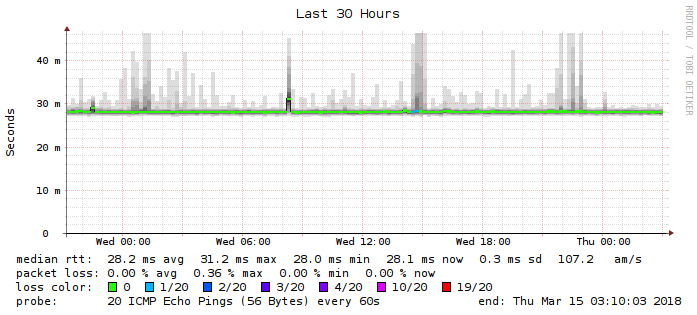 Last 30 Hours
RRDTOOL / TOBI OETIKER
Seconds
40 m
30 m
20 m
10 m
0
Wed 00:00 Wed 06:00 Wed 12:00 Wed 18:00 Thu 00:00
median rtt: 28.2 ms avg 31.2 ms max 28.0 ms min 28.1 ms now 0.3 ms sd 107.2 am/s
packet loss: 0.00 % avg 0.36 % max 0.00 % min 0.00 % now
loss color: 0 1/20 2/20 3/20 4/20 10/20 19/20
probe: 20 ICMP Echo Pings (56 Bytes) every 60s end: Thu Mar 15 03:10:03 2018